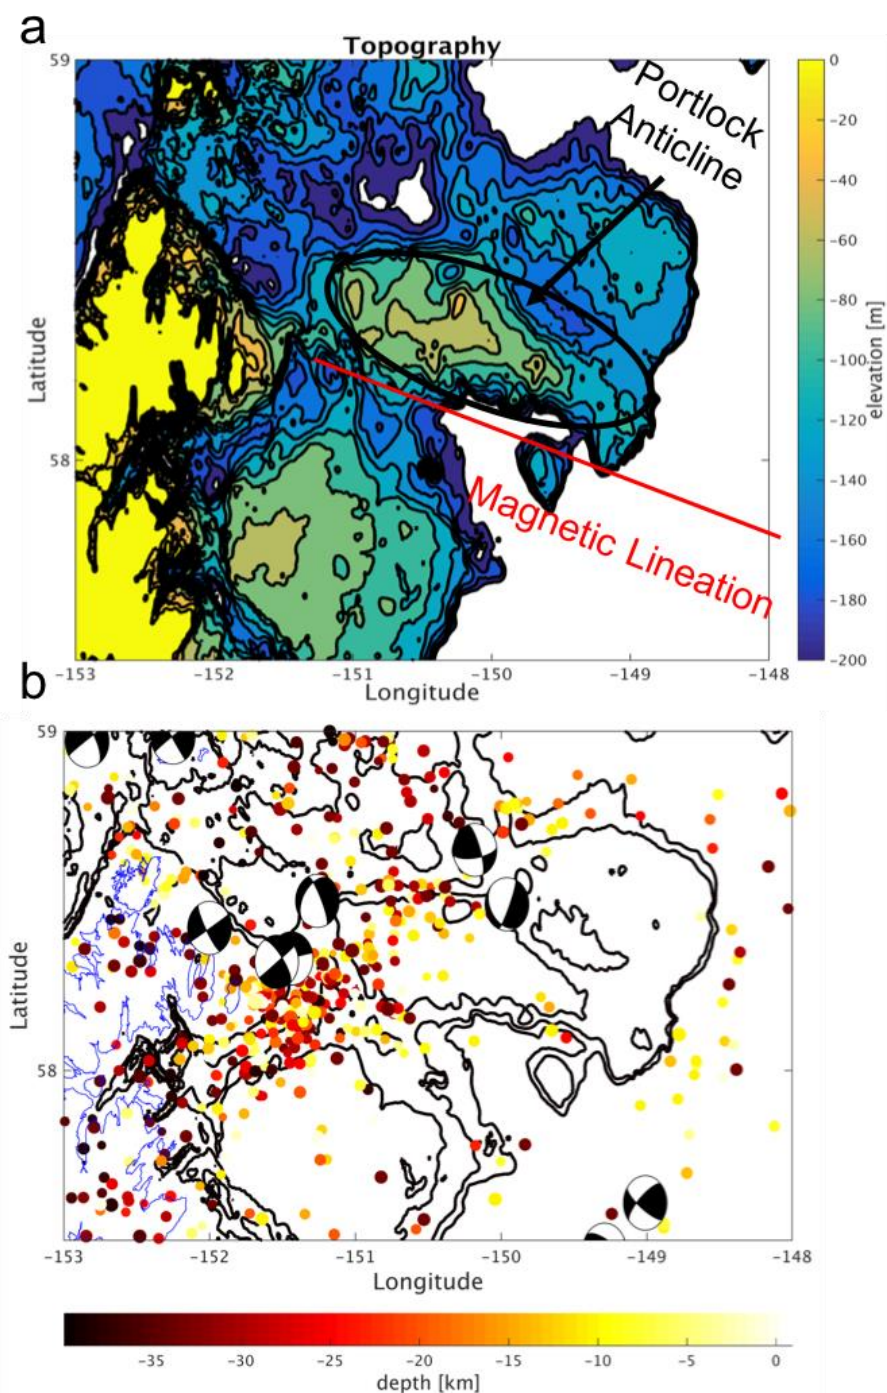 a
Topography
59
58
Latitude
Portlock
Anticline
Magnetic Lineation
-153
-152
-151
-150
-149
-148
Longitude
0
-20
-40
-60
-80
-100
-120
-140
-160
-180
-200
elevation [m]
b
59
58
Latitude
-153
-152
-151
-150
-149
-148
Longitude
-35
-30
-25
-20
-15
-10
-5
0
depth [km]